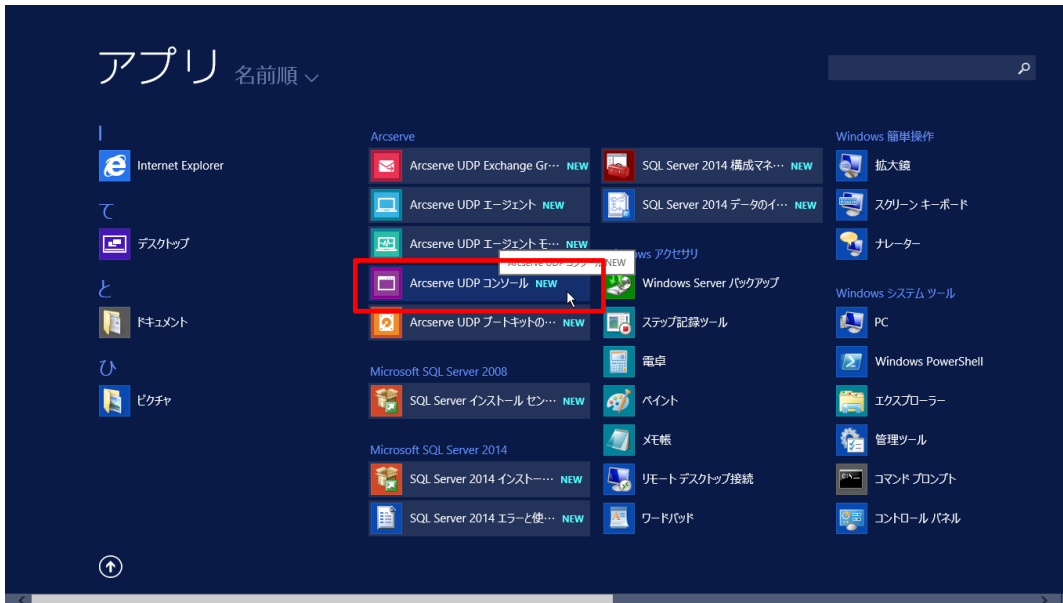 アプリ 名前順
I
Internet Explorer
て
デスクトップ
と
ドキュメント
ひ
ピクチャ
Arcserve
Arcserve UDP Exchange Gr… NEW
Arcserve UDP エージェント NEW
Arcserve UDP エージェント モ… NEW
Arcserve UDP コンソール NEW
Arcserve UDP コンソール NEW
Arcserve UDP ブートキットの… NEW
Microsoft SQL Server 2008
SQL Server インストール セン… NEW
Microsoft SQL Server 2014
SQL Server 2014 インストー… NEW
SQL Server 2014 エラーと使… NEW
SQL Server 2014 構成マネ… NEW
SQL Server 2014 データのイ… NEW
ws アクセサリ
Windows Server バックアップ
ステップ記録ツール
電卓
ペイント
メモ帳
リモート デスクトップ接続
ワードパッド
Windows 簡単操作
拡大鏡
スクリーン キーボード
ナレーター
Windows システム ツール
PC
Windows PowerShell
エクスプローラー
管理ツール
コマンド プロンプト
コントロール パネル